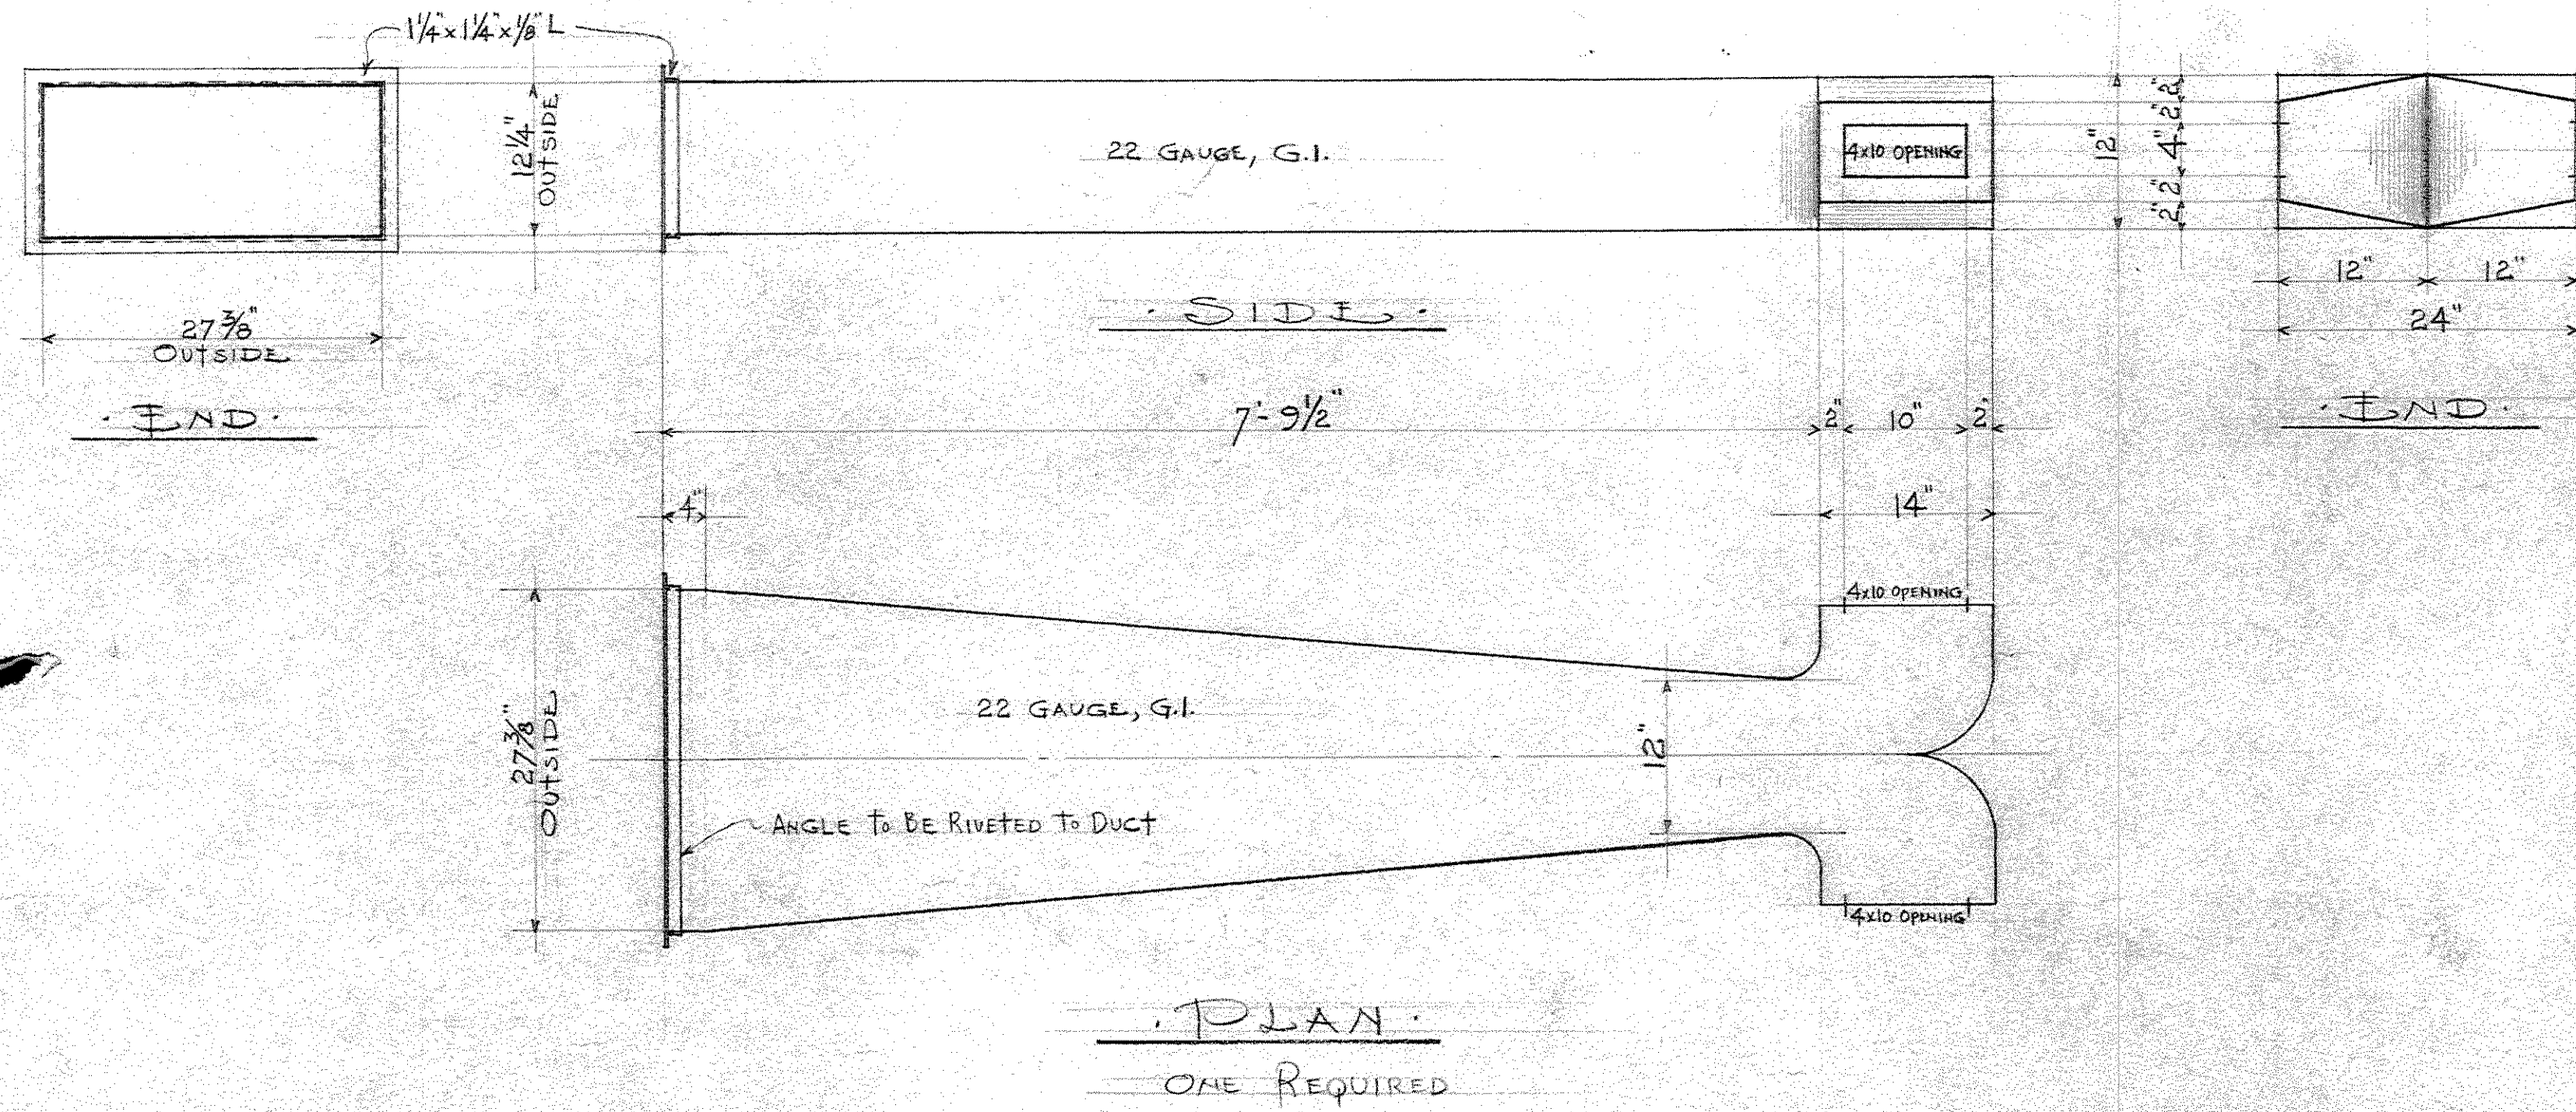 1¼"x1¼"x⅛" L
12¼"
OUTSIDE
22 GAUGE, G.I.
4x10 OPENING
12"
2"
2"
4"
2"
2"
12"
12"
24"
27⅜"
OUTSIDE
· END ·
· SIDE ·
· END ·
7'-9½"
2"
10"
2"
4"
14"
4x10 OPENING
27⅜"
OUTSIDE
22 GAUGE, G.I.
12"
ANGLE TO BE RIVETED TO DUCT
4x10 OPENING
· PLAN ·
ONE REQUIRED